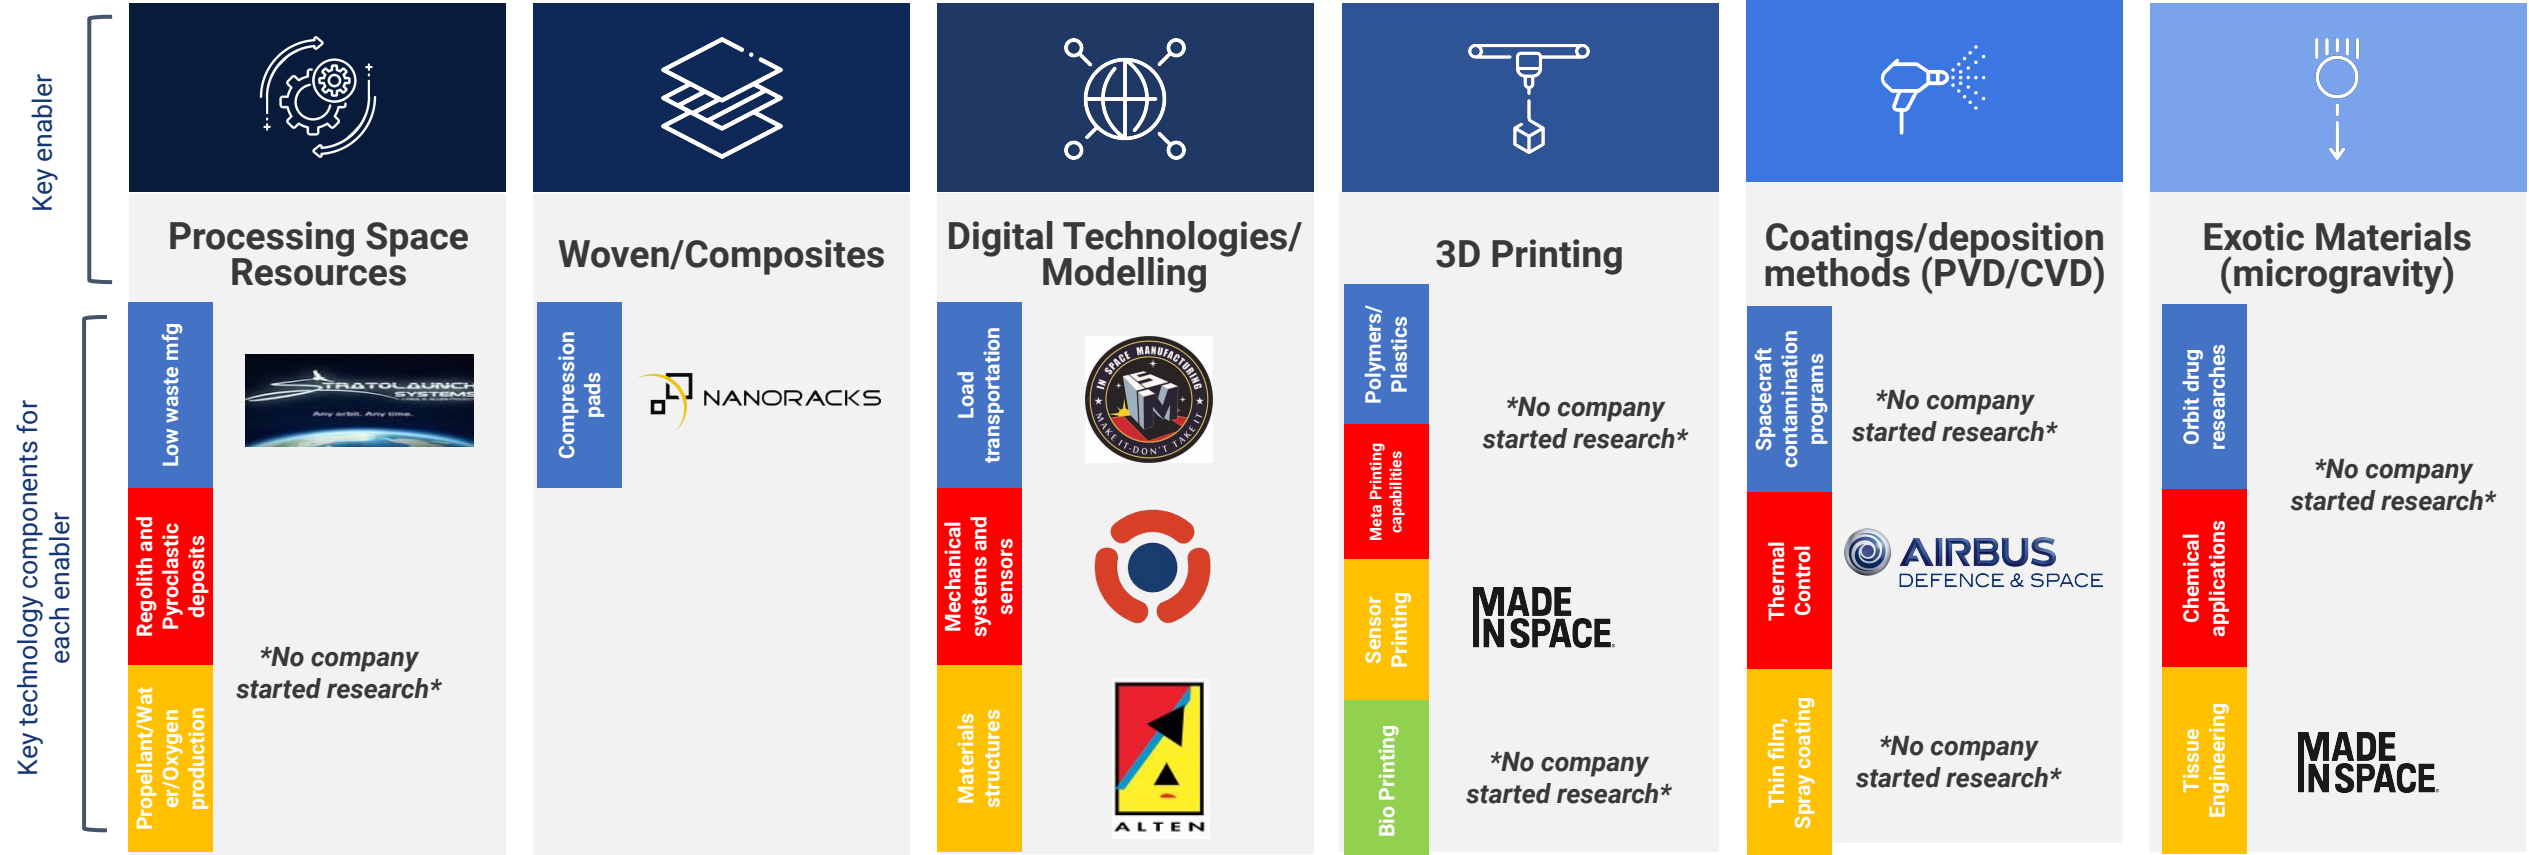 Key enabler
Processing Space
Resources
Woven/Composites
Digital Technologies/
Modelling
3D Printing
Coatings/deposition
methods (PVD/CVD)
Exotic Materials
(microgravity)
Key technology components for
each enabler
Low waste mfg
STRATOLAUNCH
SYSTEMS
Any orbit. Any time.
Regolith and
Pyroclastic
deposits
Propellant/Wat
er/Oxygen
production
*No company
started research*
Compression
pads
NANORACKS
Load
transportation
IN SPACE MANUFACTURING
ISM
MAKE IT-DON'T TAKE IT
Mechanical
systems and
sensors
Materials
structures
ALTEN
Polymers/
Plastics
Meta Printing
capabilities
*No company
started research*
Sensor
Printing
MADE
IN SPACE
Bio Printing
*No company
started research*
Spacecraft
contamination
programs
*No company
started research*
Thermal
Control
AIRBUS
DEFENCE & SPACE
Thin film,
Spray coating
*No company
started research*
Orbit drug
researches
Chemical
applications
*No company
started research*
Tissue
Engineering
MADE
IN SPACE